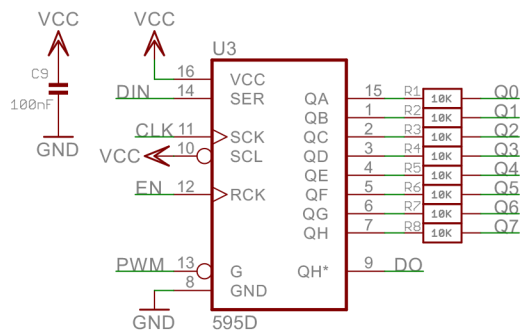 VCC VCC
U3
C9
100nF
GND
16 VCC
DIN 14 SER QA 15 R1 10K Q0
QB 1 R2 10K Q1
CLK 11 SCK QC 2 R3 10K Q2
VCC 10 SCL QD 3 R4 10K Q3
QE 4 R5 10K Q4
EN 12 RCK QF 5 R6 10K Q5
QG 6 R7 10K Q6
QH 7 R8 10K Q7
PWM 13 G QH* 9 DO
8 GND
GND 595D